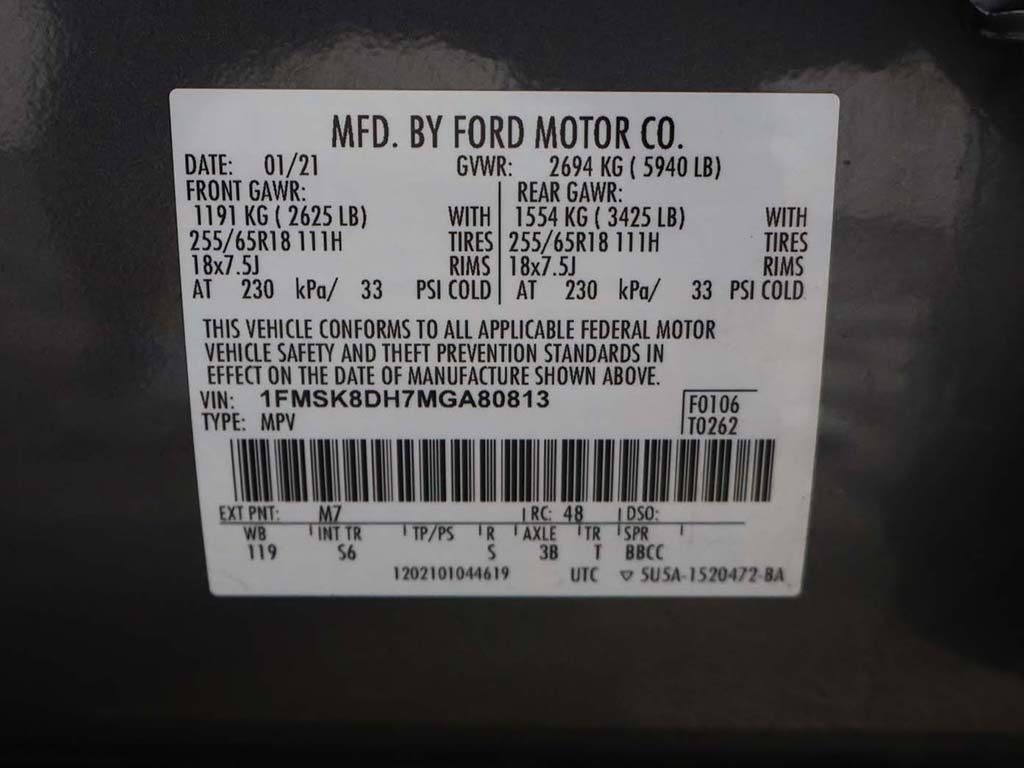 MFD. BY FORD MOTOR CO.
DATE: 01/21 GVWR: 2694 KG ( 5940 LB)
FRONT GAWR: REAR GAWR:
1191 KG ( 2625 LB) WITH 1554 KG ( 3425 LB) WITH
255/65R18 111H TIRES 255/65R18 111H TIRES
18x7.5J RIMS 18x7.5J RIMS
AT 230 kPa/ 33 PSI COLD AT 230 kPa/ 33 PSI COLD
THIS VEHICLE CONFORMS TO ALL APPLICABLE FEDERAL MOTOR
VEHICLE SAFETY AND THEFT PREVENTION STANDARDS IN
EFFECT ON THE DATE OF MANUFACTURE SHOWN ABOVE.
VIN: 1FMSK8DH7MGA80813 F0106
TYPE: MPV T0262
EXT PNT: M7 RC: 48 DSO:
WB INT TR TP/PS R AXLE TR SPR
119 S6 S 3B T BBCC
1202101044619 UTC ▽ 5U5A-1520472-BA